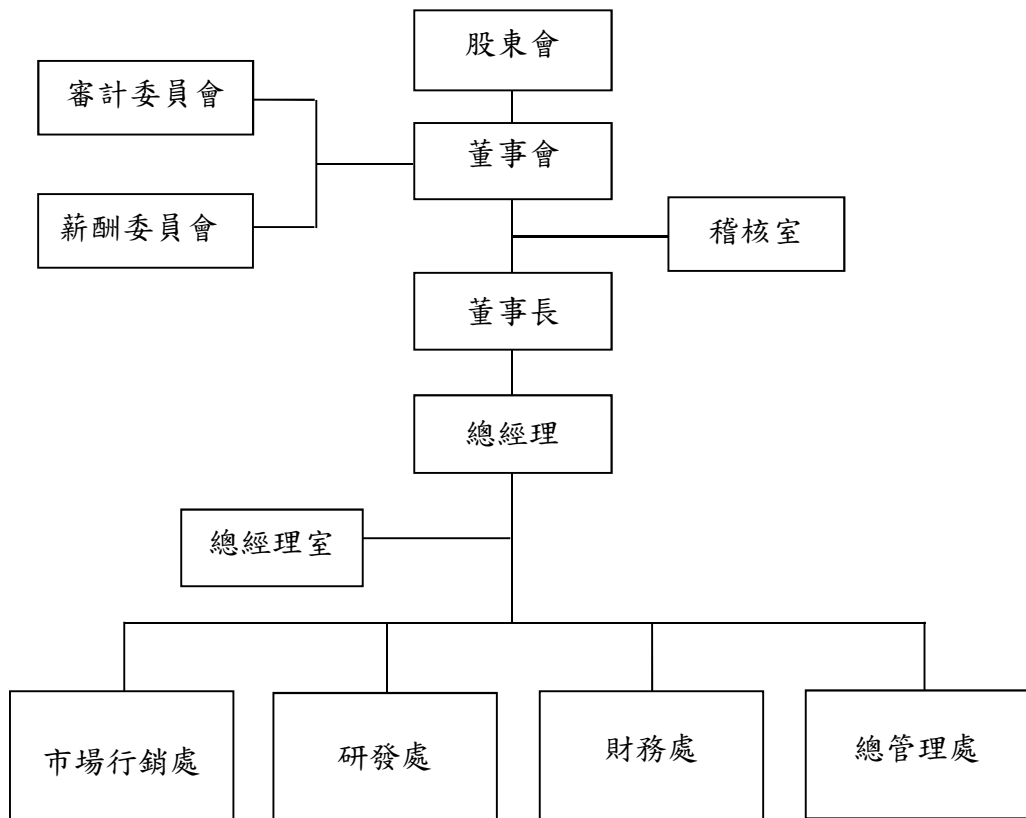 股東會
審計委員會
董事會
薪酬委員會
稽核室
董事長
總經理
總經理室
市場行銷處
研發處
財務處
總管理處